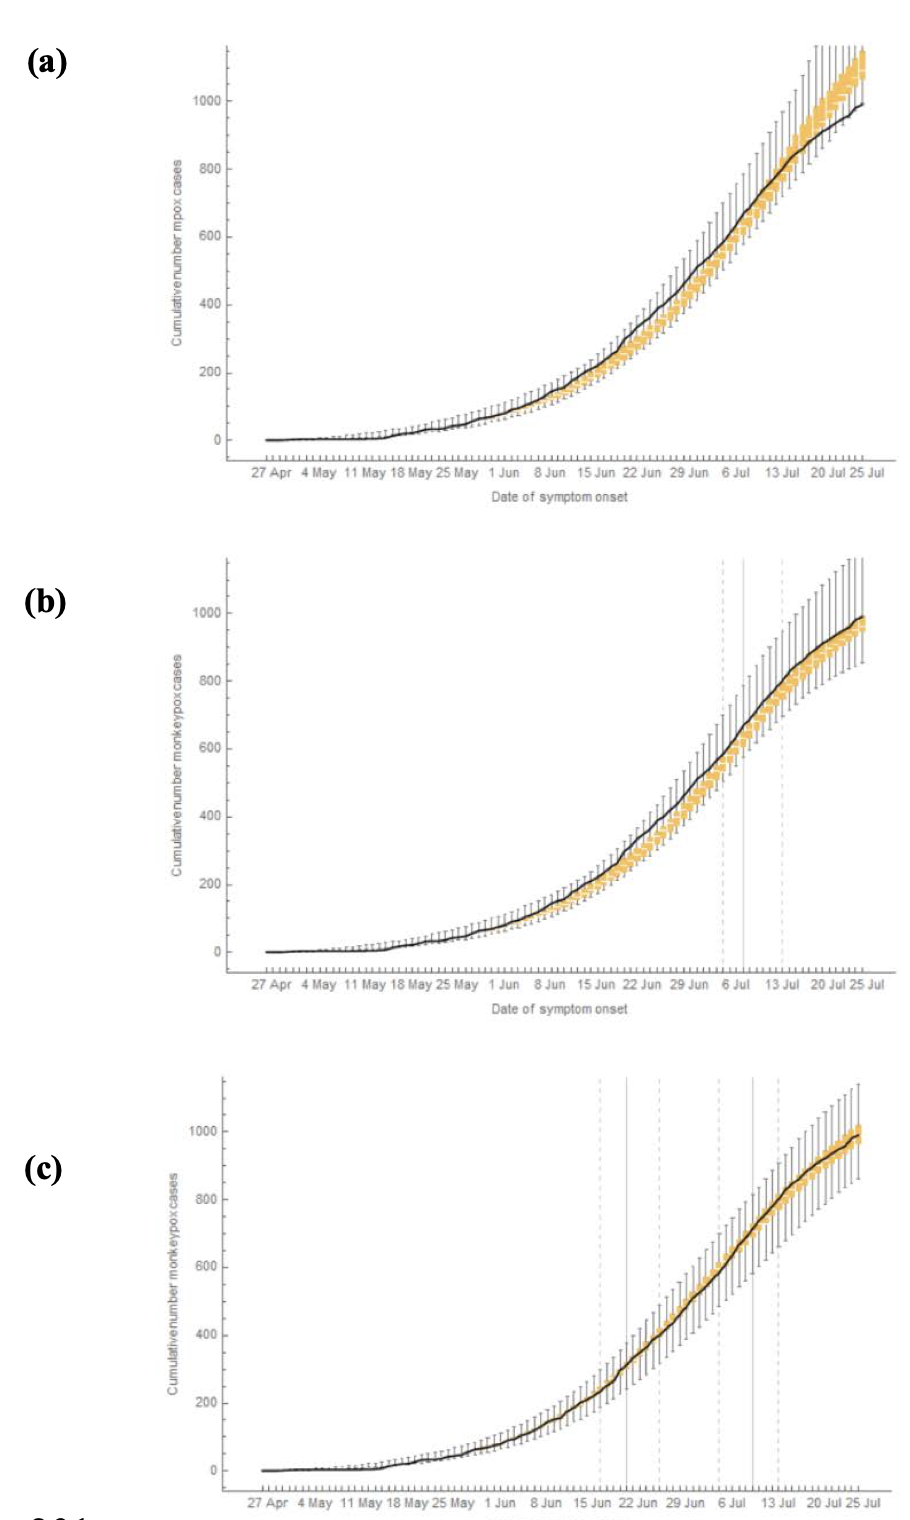 (a)
1000
800
600
400
200
0
Cumulativenumber mpox cases
27 Apr 4 May 11 May 18 May 25 May 1 Jun 8 Jun 15 Jun 22 Jun 29 Jun 6 Jul 13 Jul 20 Jul 25 Jul
Date of symptom onset
(b)
1000
800
600
400
200
0
Cumulativenumber monkeypoxcases
27 Apr 4 May 11 May 18 May 25 May 1 Jun 8 Jun 15 Jun 22 Jun 29 Jun 6 Jul 13 Jul 20 Jul 25 Jul
Date of symptom onset
(c)
1000
800
600
400
200
0
Cumulativenumber monkeypoxcases
27 Apr 4 May 11 May 18 May 25 May 1 Jun 8 Jun 15 Jun 22 Jun 29 Jun 6 Jul 13 Jul 20 Jul 25 Jul